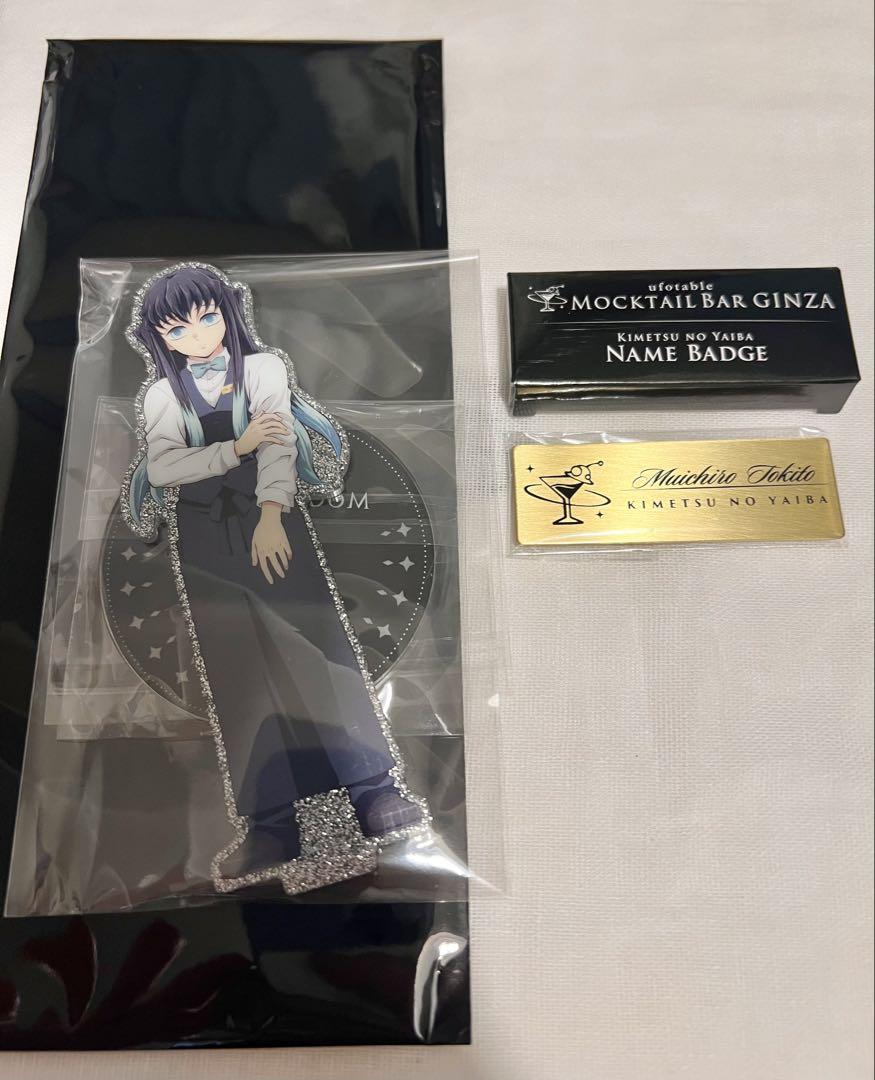 ufotable
MOCKTAIL BAR GINZA
KIMETSU NO YAIBA
NAME BADGE
Muichiro Tokito
KIMETSU NO YAIBA